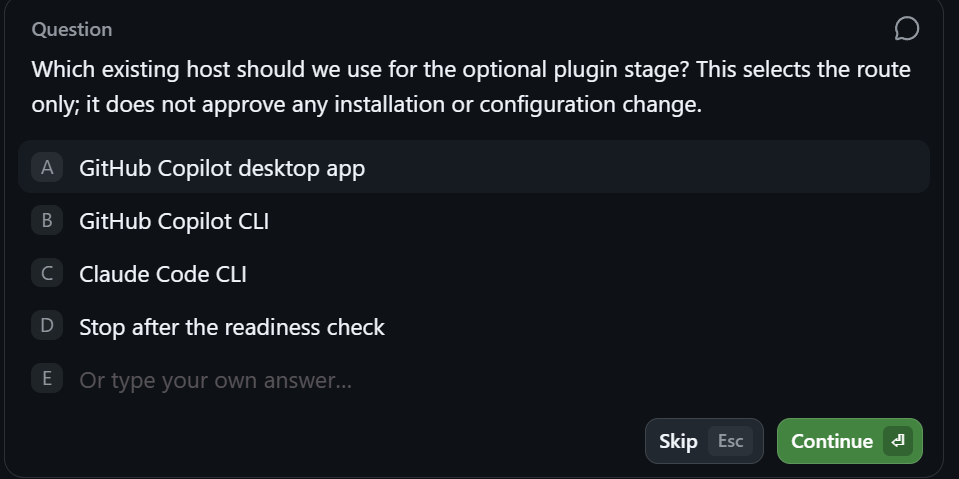 Question
Which existing host should we use for the optional plugin stage? This selects the route
only; it does not approve any installation or configuration change.
A GitHub Copilot desktop app
B GitHub Copilot CLI
C Claude Code CLI
D Stop after the readiness check
E Or type your own answer...
Skip Esc Continue